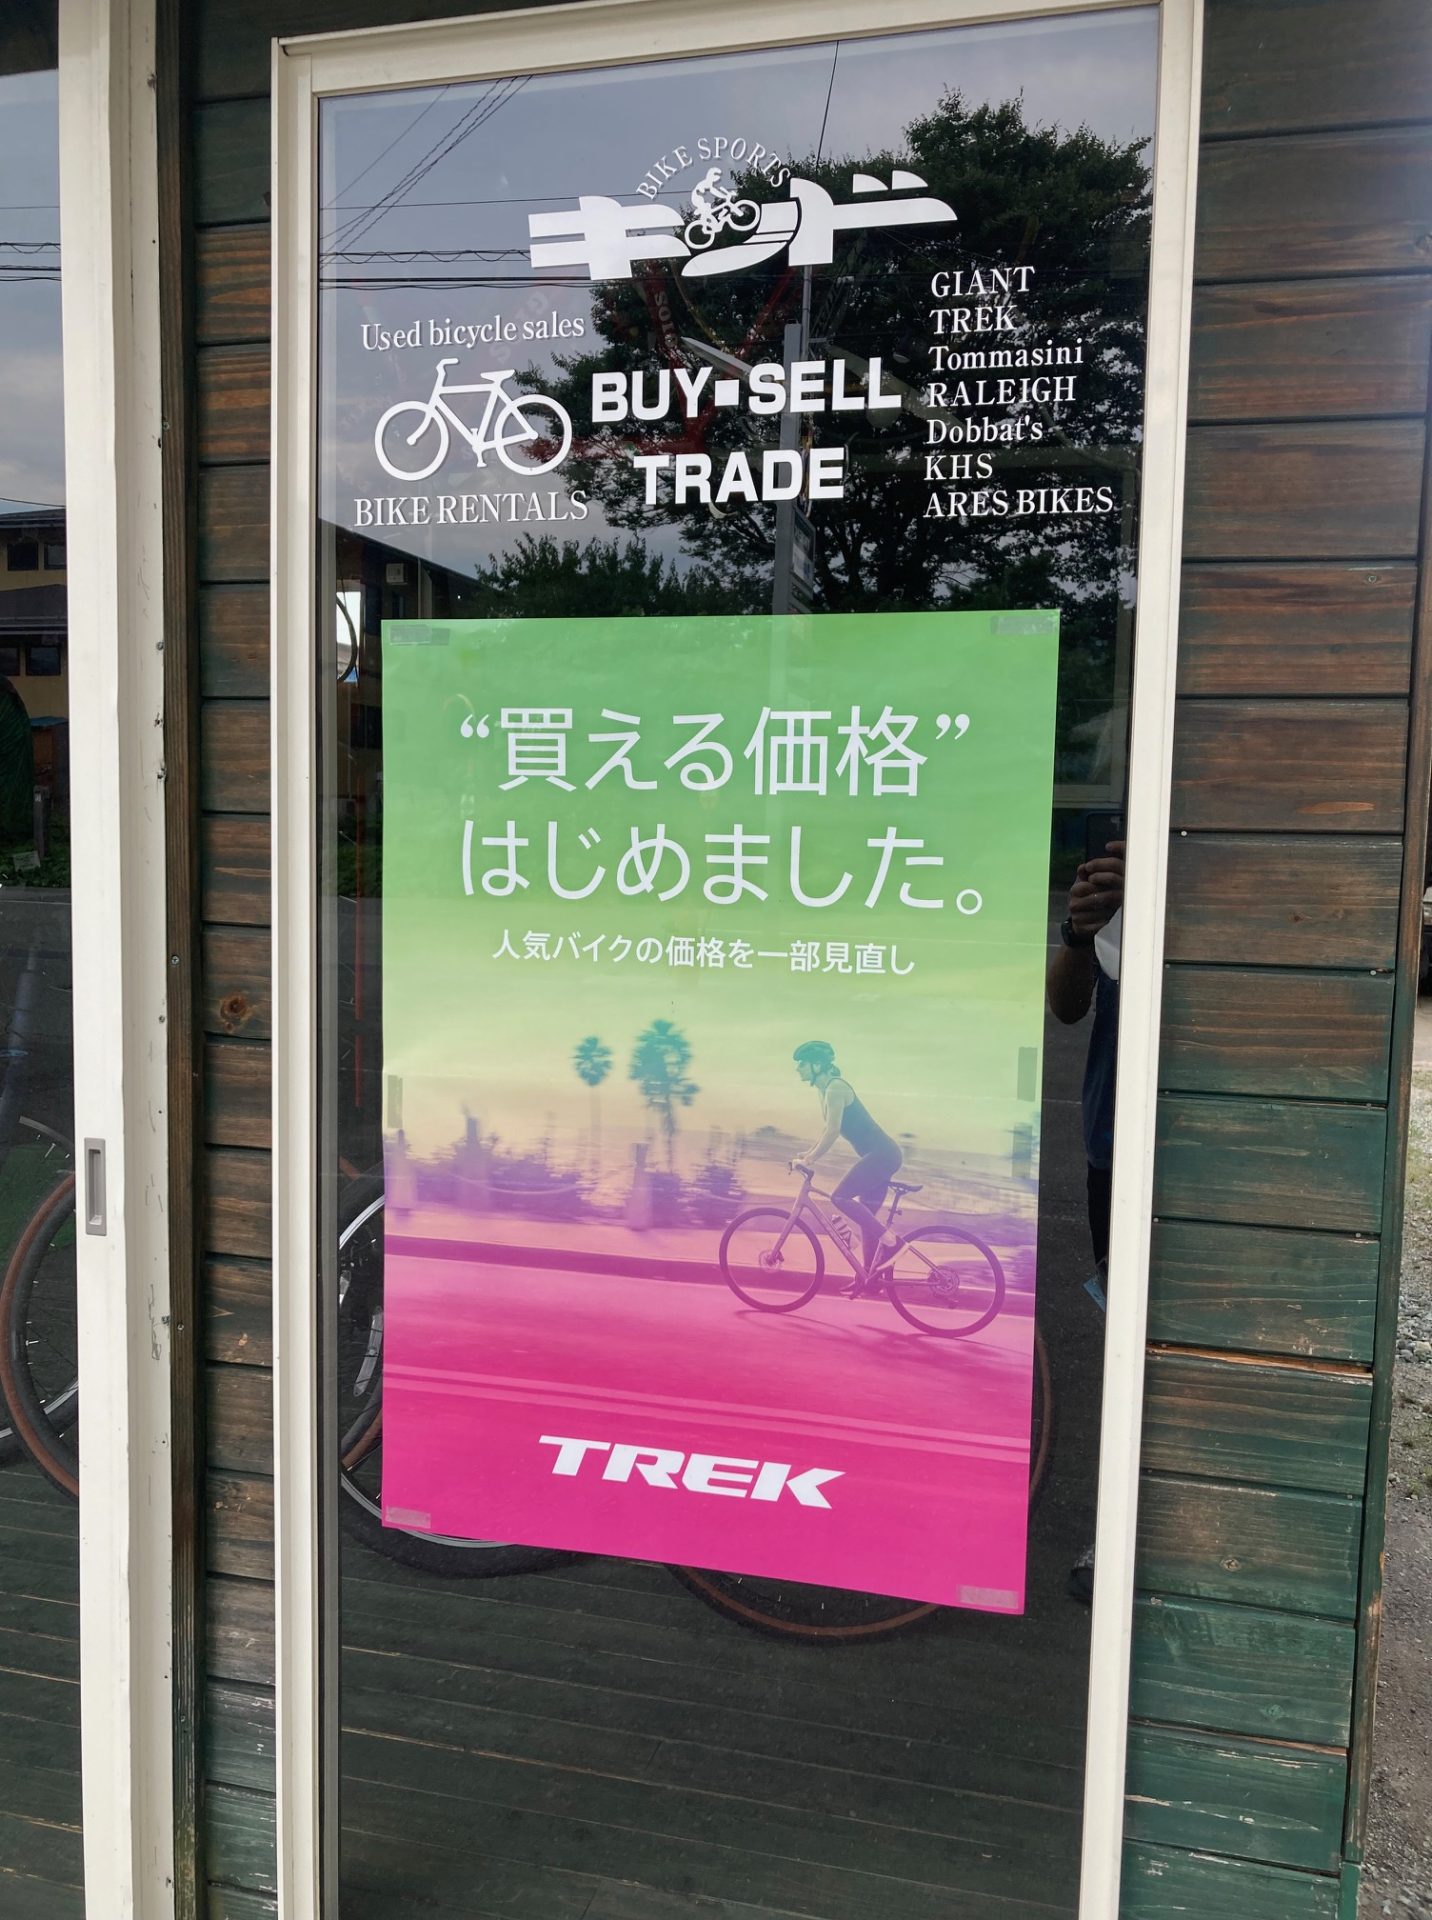 BIKE SPORTS
キッド
Used bicycle sales
BIKE RENTALS
BUY▪SELL
TRADE
GIANT
TREK
Tommasini
RALEIGH
Dobbat's
KHS
ARES BIKES
“買える価格”
はじめました。
人気バイクの価格を一部見直し
TREK